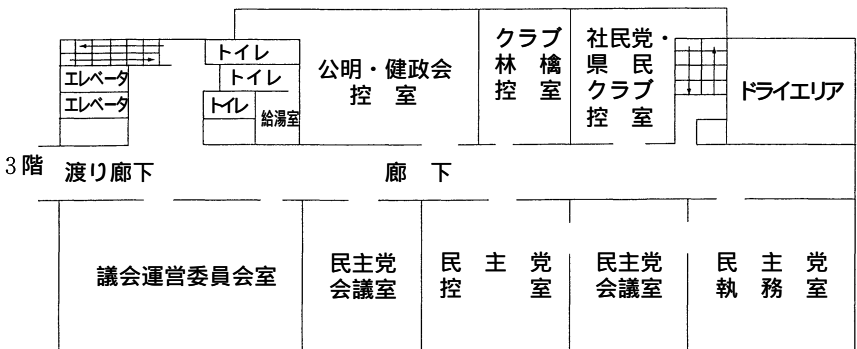 トイレ
クラブ
林檎
控室
社民党・
県民
クラブ
控室
エレベータ
トイレ
公明・健政会
控室
ドライエリア
エレベータ
トイレ
給湯室
3階
渡り廊下
廊下
議会運営委員会室
民主党
会議室
民主党
控室
民主党
会議室
民主党
執務室